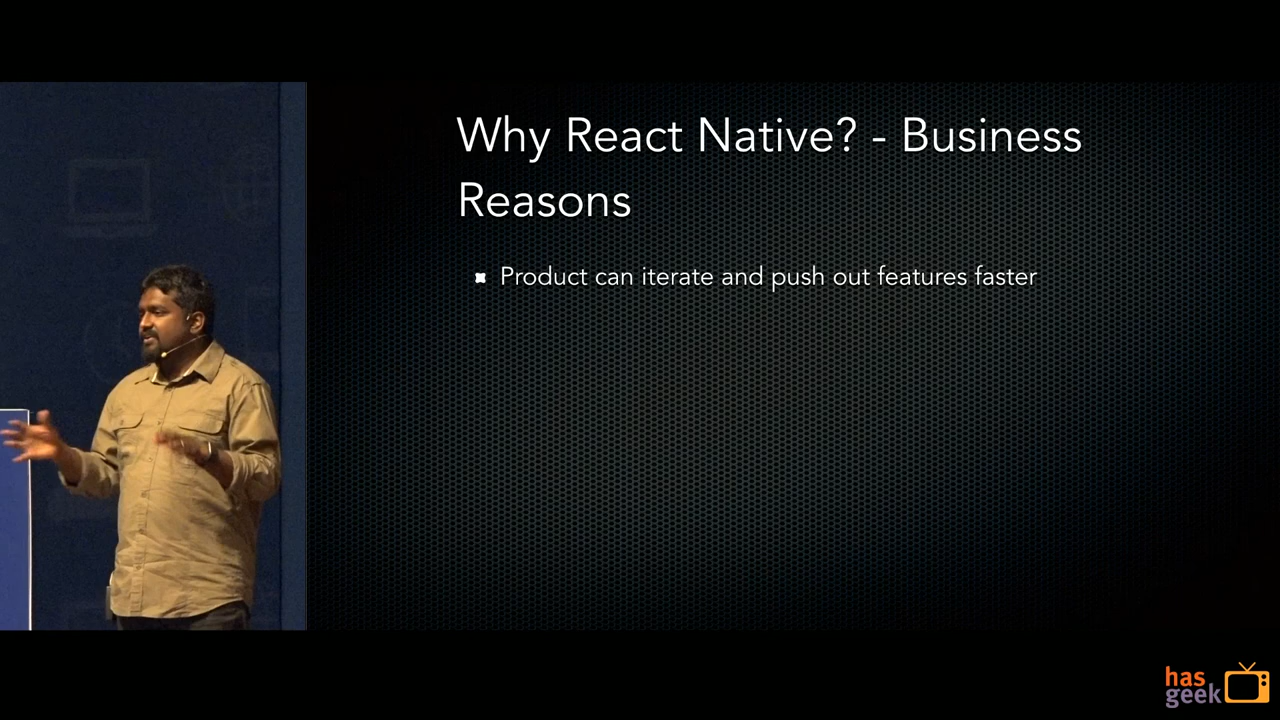 Why React Native? - Business
Reasons
Product can iterate and push out features faster
has
geek